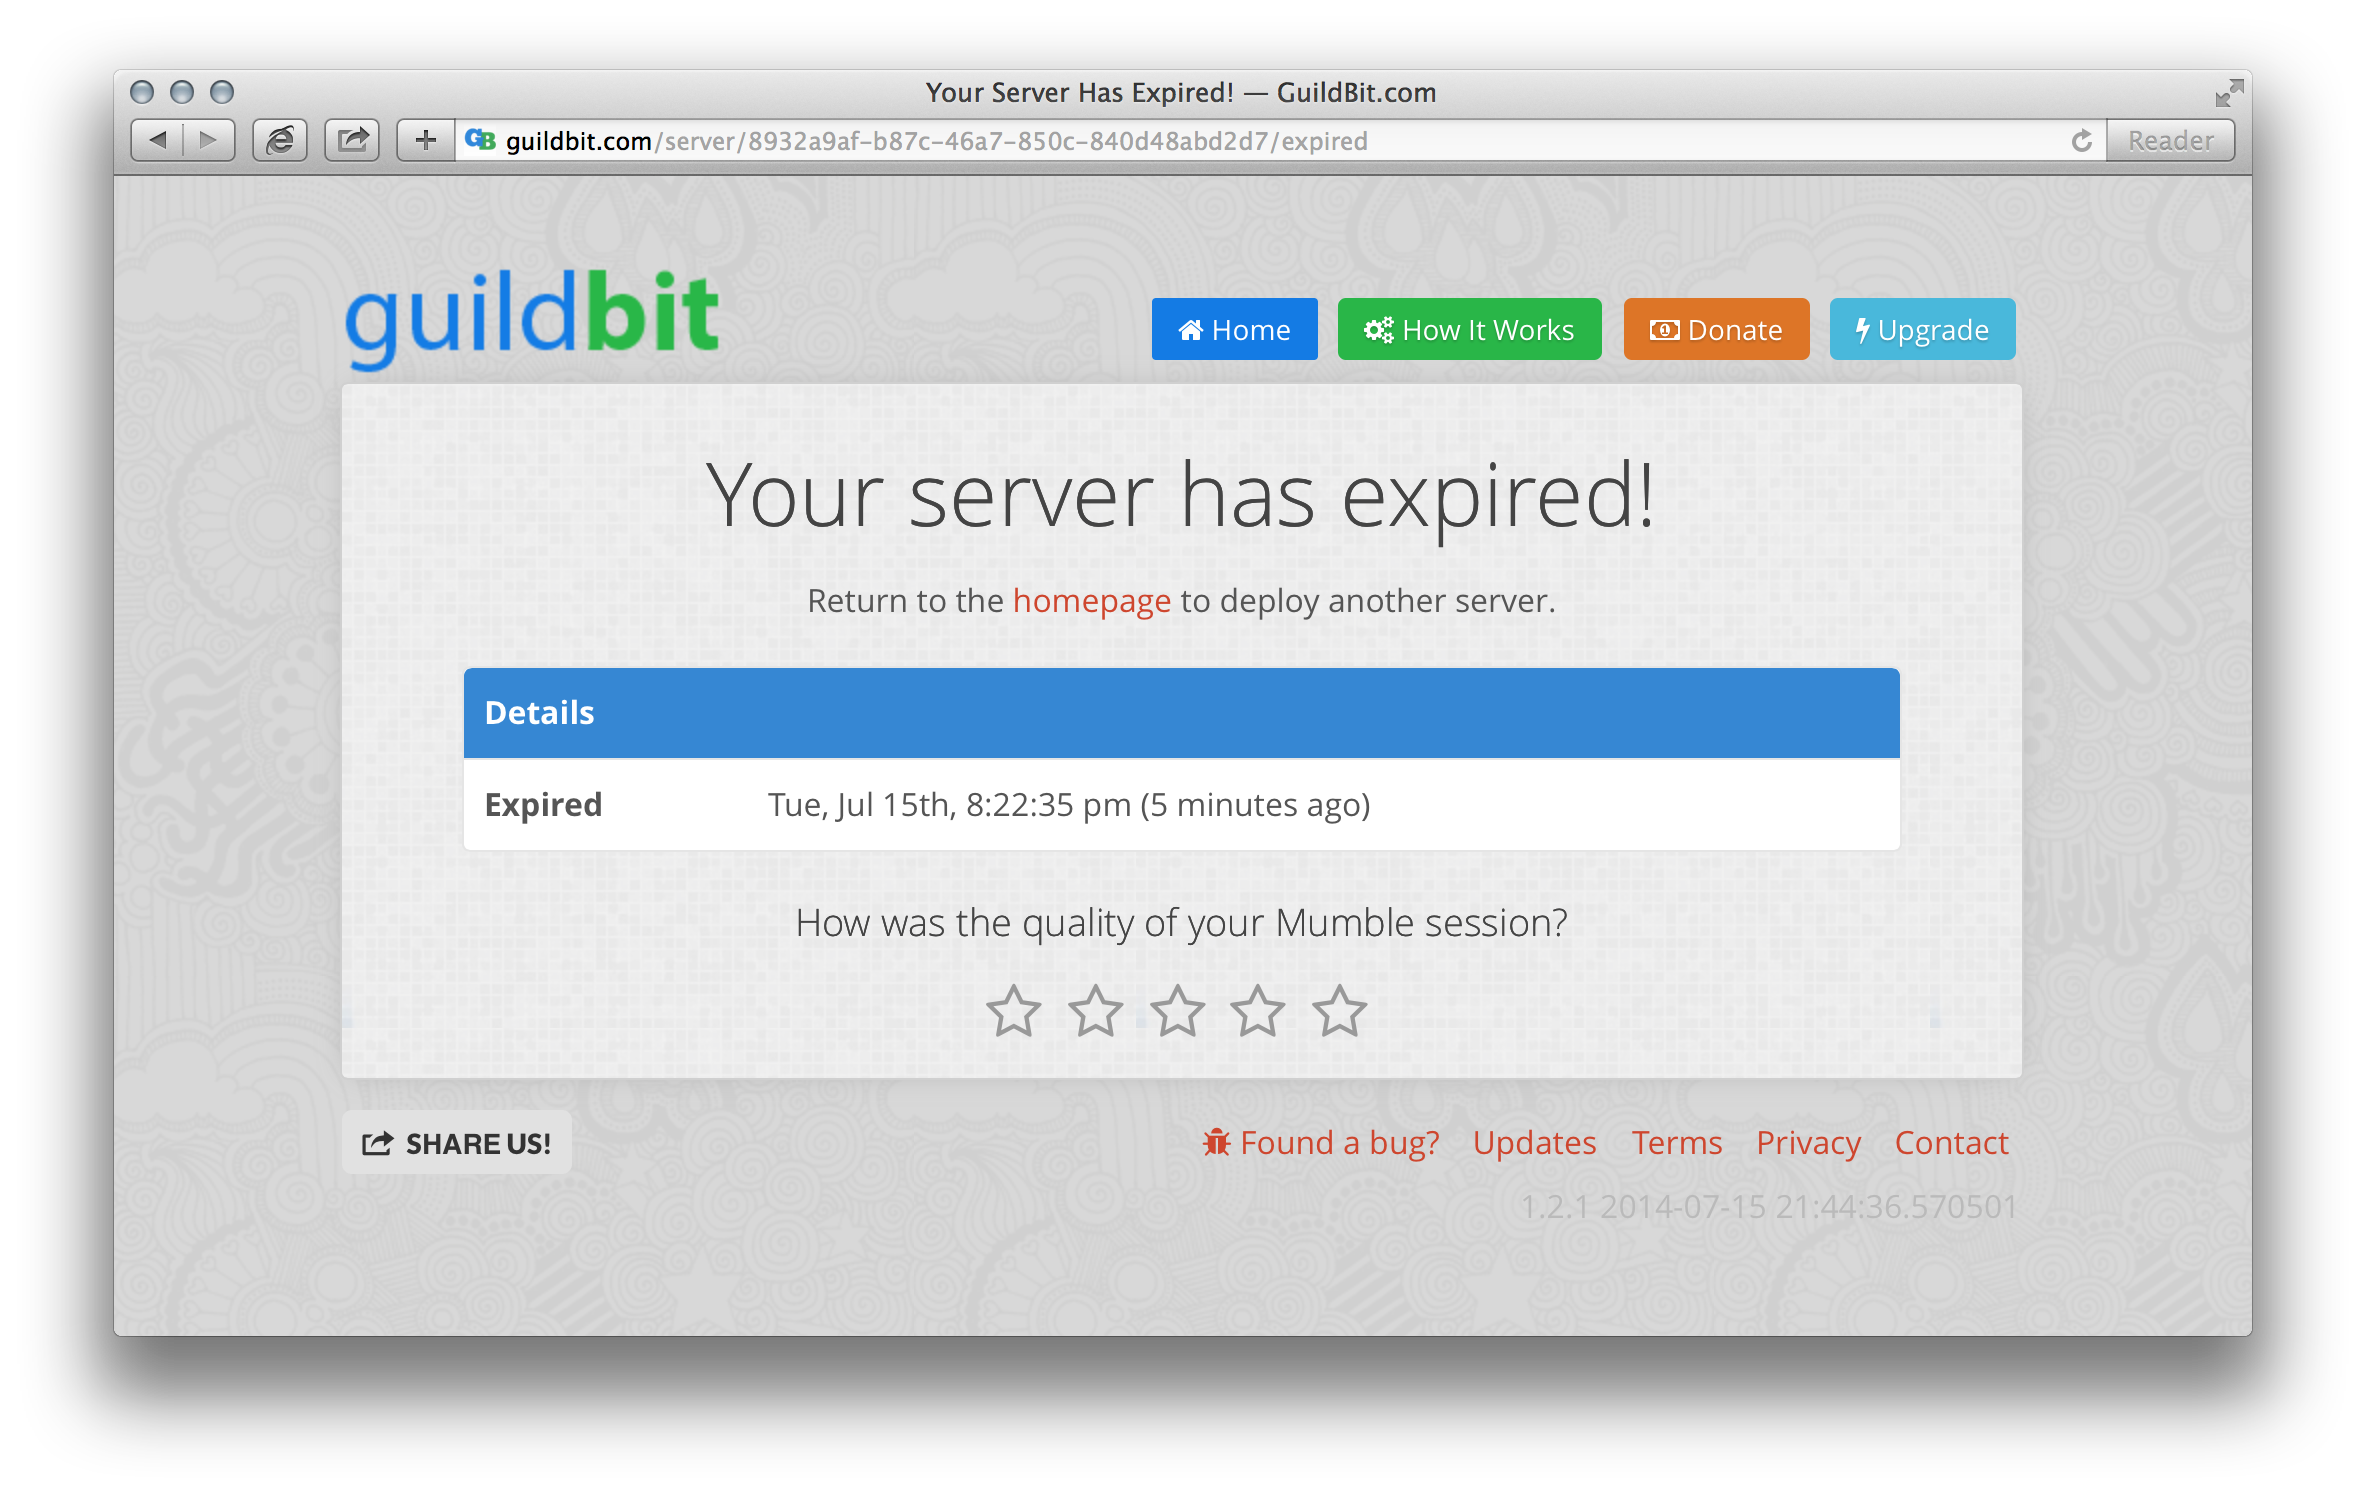 Your Server Has Expired! — GuildBit.com
guildbit.com/server/8932a9af-b87c-46a7-850c-840d48abd2d7/expired
Reader
guildbit
Home How It Works Donate Upgrade
Your server has expired!
Return to the homepage to deploy another server.
Details
Expired Tue, Jul 15th, 8:22:35 pm (5 minutes ago)
How was the quality of your Mumble session?
SHARE US! Found a bug? Updates Terms Privacy Contact
1.2.1 2014-07-15 21:44:36.570501